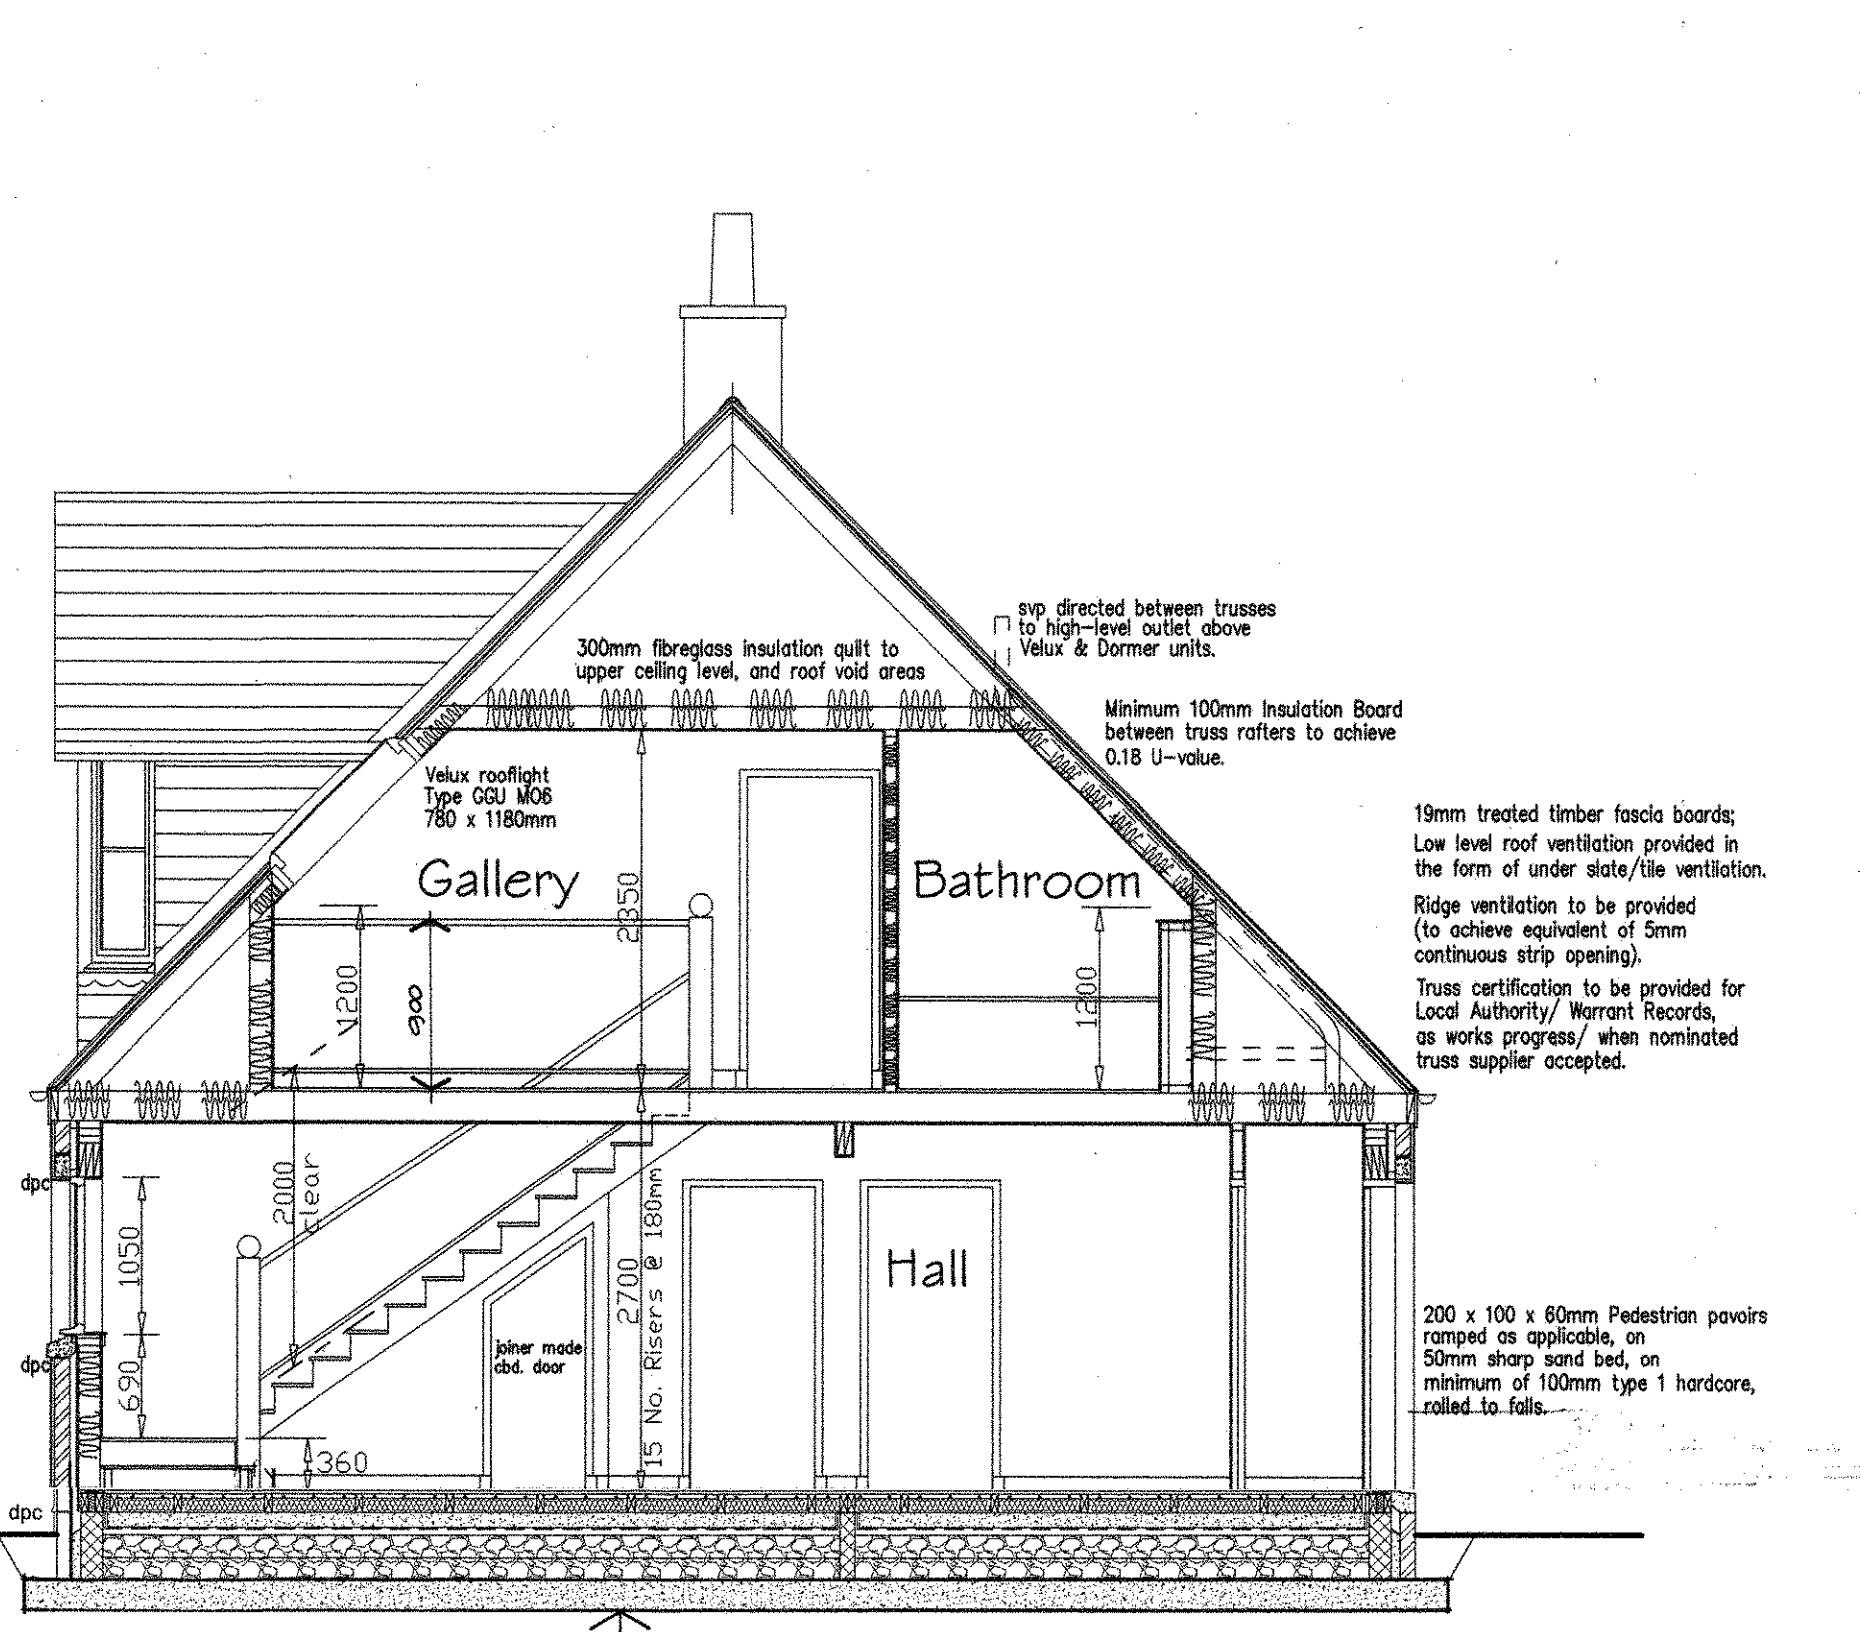 svp directed between trusses
to high-level outlet above
Velux & Dormer units.
300mm fibreglass insulation quilt to
upper ceiling level, and roof void areas
Minimum 100mm Insulation Board
between truss rafters to achieve
0.18 U-value.
Velux rooflight
Type GGU M06
780 x 1180mm
19mm treated timber fascia boards;
Low level roof ventilation provided in
the form of under slate/tile ventilation.
Ridge ventilation to be provided
(to achieve equivalent of 5mm
continuous strip opening).
Truss certification to be provided for
Local Authority/ Warrant Records,
as works progress/ when nominated
truss supplier accepted.
Gallery
Bathroom
2350
1200
900
1200
dpc
2000
clear
1050
2700
15 No. Risers @ 180mm
Hall
joiner made
cbd. door
dpc
690
360
200 x 100 x 60mm Pedestrian paviors
ramped as applicable, on
50mm sharp sand bed, on
minimum of 100mm type 1 hardcore,
rolled to falls.
dpc